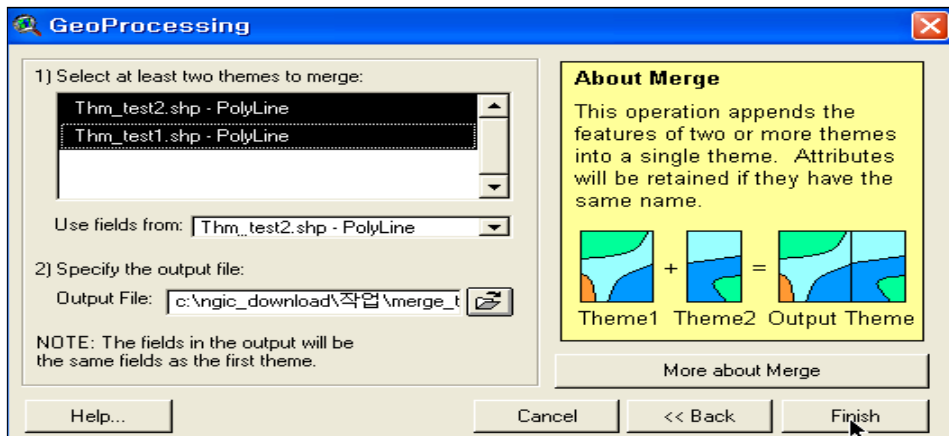 GeoProcessing
1) Select at least two themes to merge:
Thm_test2.shp - PolyLine
Thm_test1.shp - PolyLine
Use fields from: Thm_test2.shp - PolyLine
2) Specify the output file:
Output File: c:\ngic_download\작업\merge_t
NOTE: The fields in the output will be
the same fields as the first theme.
About Merge
This operation appends the
features of two or more themes
into a single theme. Attributes
will be retained if they have the
same name.
+ =
Theme1 Theme2 Output Theme
More about Merge
Help... Cancel << Back Finish